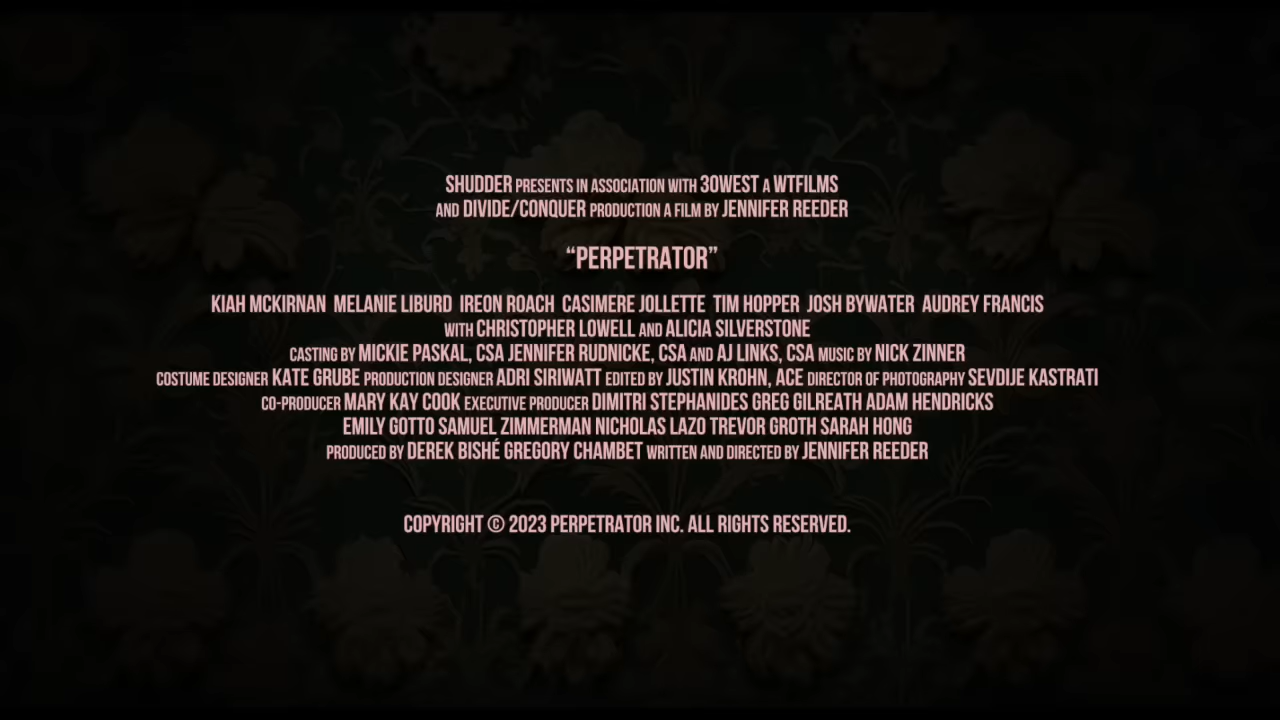 SHUDDER PRESENTS IN ASSOCIATION WITH 30WEST A WTFILMS
AND DIVIDE/CONQUER PRODUCTION A FILM BY JENNIFER REEDER
“PERPETRATOR”
KIAH MCKIRNAN MELANIE LIBURD IREON ROACH CASIMERE JOLLETTE TIM HOPPER JOSH BYWATER AUDREY FRANCIS
WITH CHRISTOPHER LOWELL AND ALICIA SILVERSTONE
CASTING BY MICKIE PASKAL, CSA JENNIFER RUDNICKE, CSA AND AJ LINKS, CSA MUSIC BY NICK ZINNER
COSTUME DESIGNER KATE GRUBE PRODUCTION DESIGNER ADRI SIRIWATT EDITED BY JUSTIN KROHN, ACE DIRECTOR OF PHOTOGRAPHY SEVDIJE KASTRATI
CO-PRODUCER MARY KAY COOK EXECUTIVE PRODUCER DIMITRI STEPHANIDES GREG GILREATH ADAM HENDRICKS
EMILY GOTTO SAMUEL ZIMMERMAN NICHOLAS LAZO TREVOR GROTH SARAH HONG
PRODUCED BY DEREK BISHÉ GREGORY CHAMBET WRITTEN AND DIRECTED BY JENNIFER REEDER
COPYRIGHT © 2023 PERPETRATOR INC. ALL RIGHTS RESERVED.